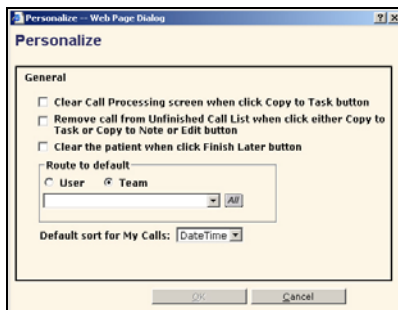 Personalize -- Web Page Dialog
Personalize
General
Clear Call Processing screen when click Copy to Task button
Remove call from Unfinished Call List when click either Copy to
Task or Copy to Note or Edit button
Clear the patient when click Finish Later button
Route to default
User Team
All
Default sort for My Calls: DateTime
OK Cancel